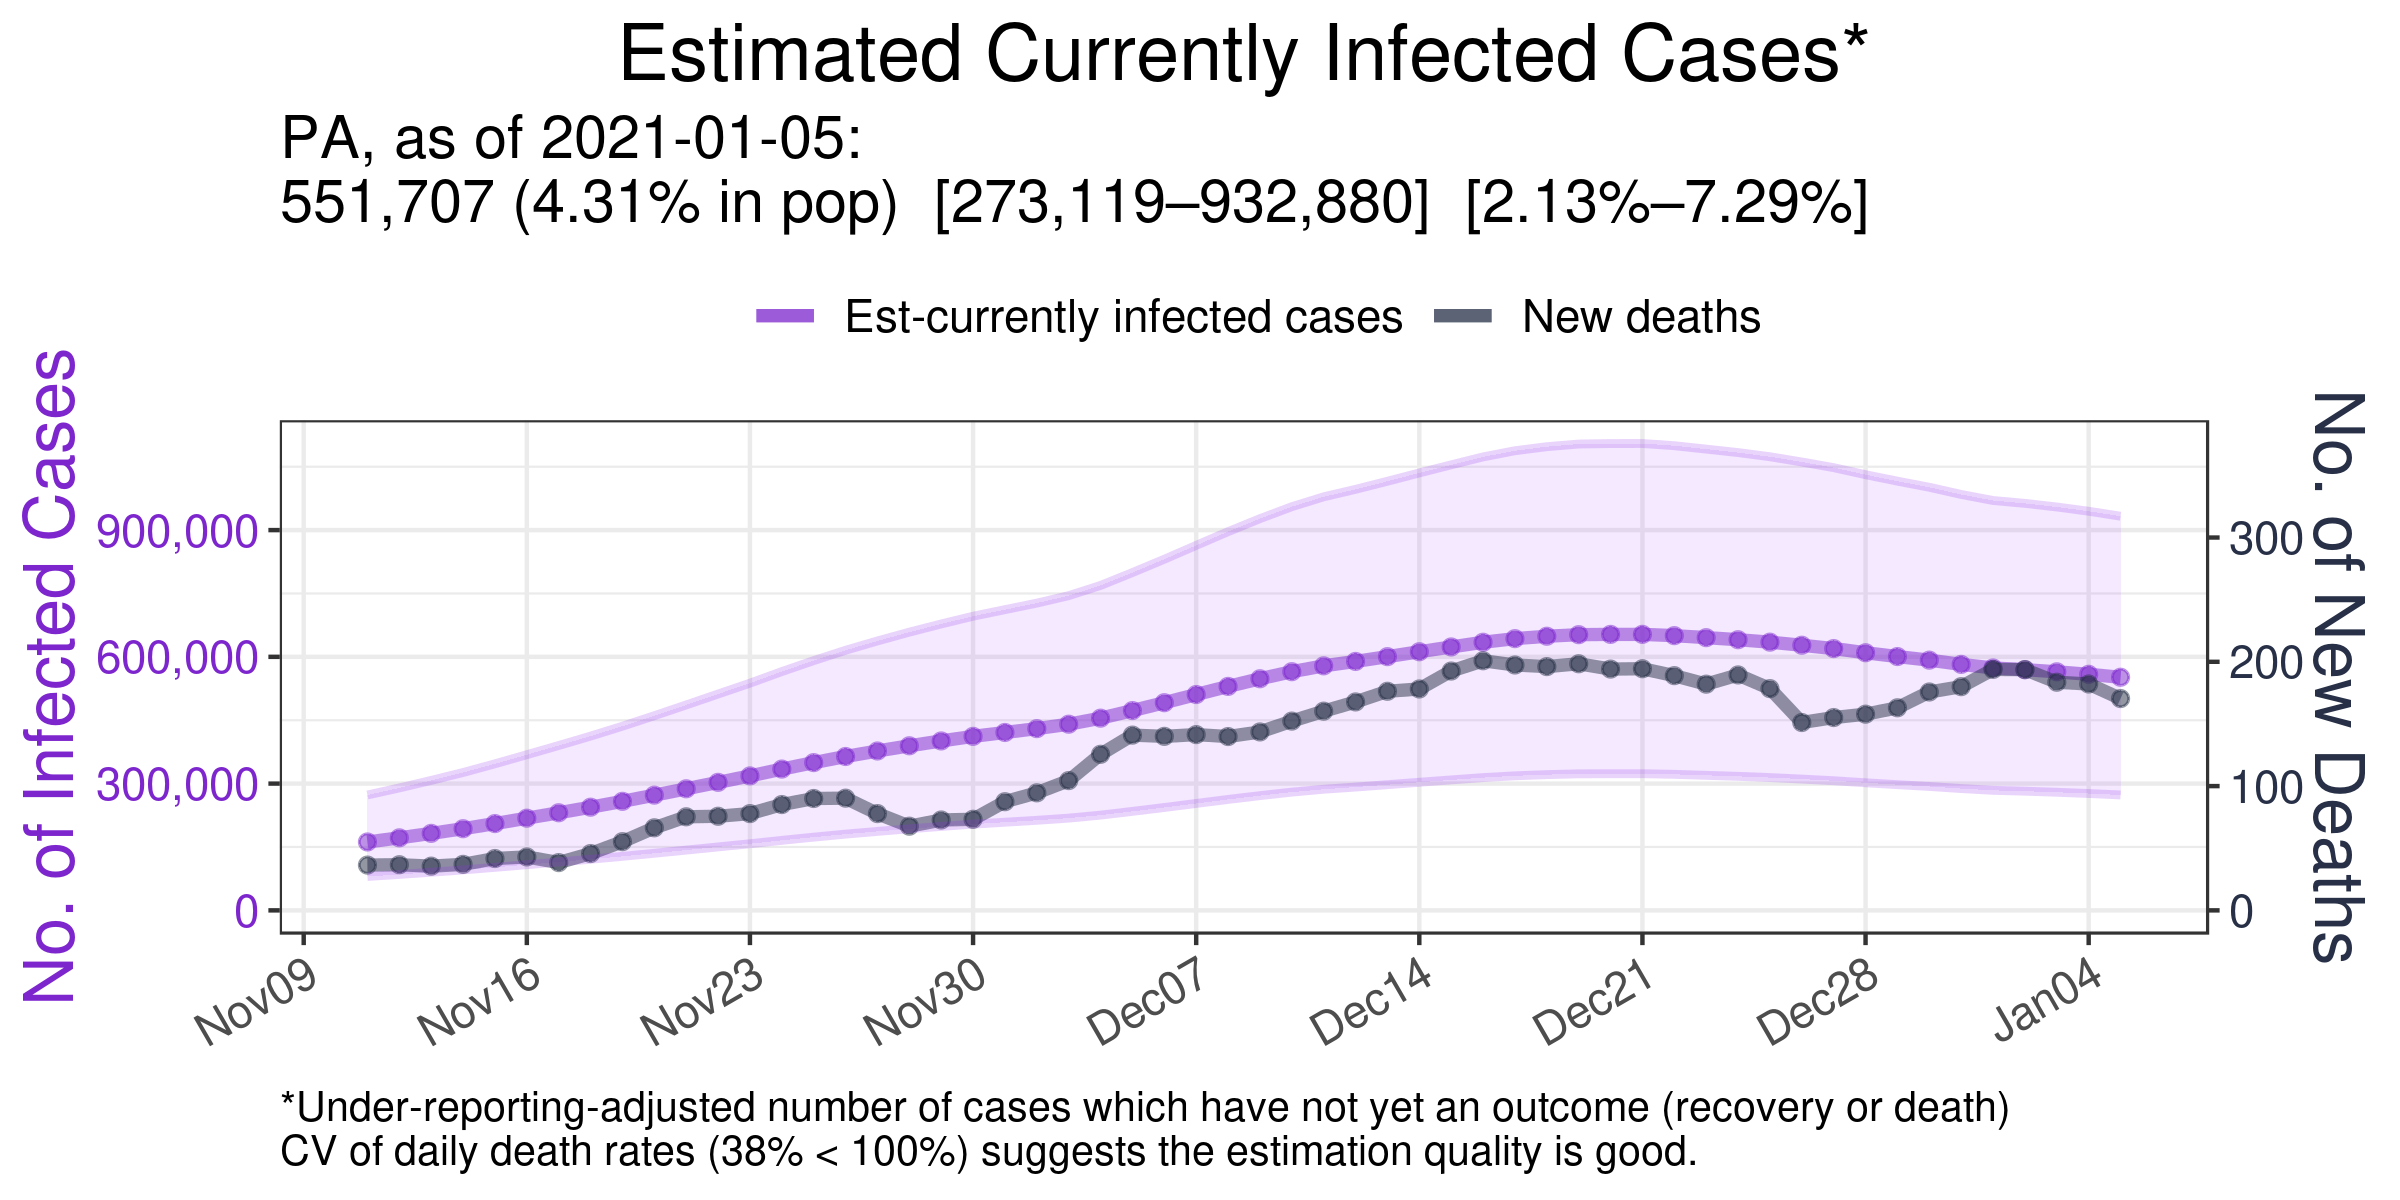 Estimated Currently Infected Cases*
PA, as of 2021-01-05:
551,707 (4.31% in pop)  [273,119–932,880]  [2.13%–7.29%]
Est-currently infected cases
New deaths
No. of Infected Cases
900,000
600,000
300,000
0
No. of New Deaths
300
200
100
0
Nov09
Nov16
Nov23
Nov30
Dec07
Dec14
Dec21
Dec28
Jan04
*Under-reporting-adjusted number of cases which have not yet an outcome (recovery or death)
CV of daily death rates (38% < 100%) suggests the estimation quality is good.